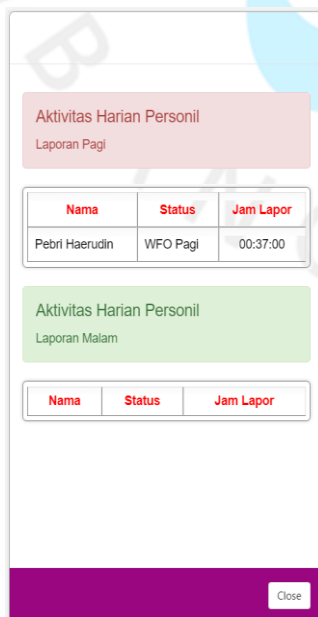 Aktivitas Harian Personil
Laporan Pagi
Nama Status Jam Lapor
Pebri Haerudin WFO Pagi 00:37:00
Aktivitas Harian Personil
Laporan Malam
Nama Status Jam Lapor
Close